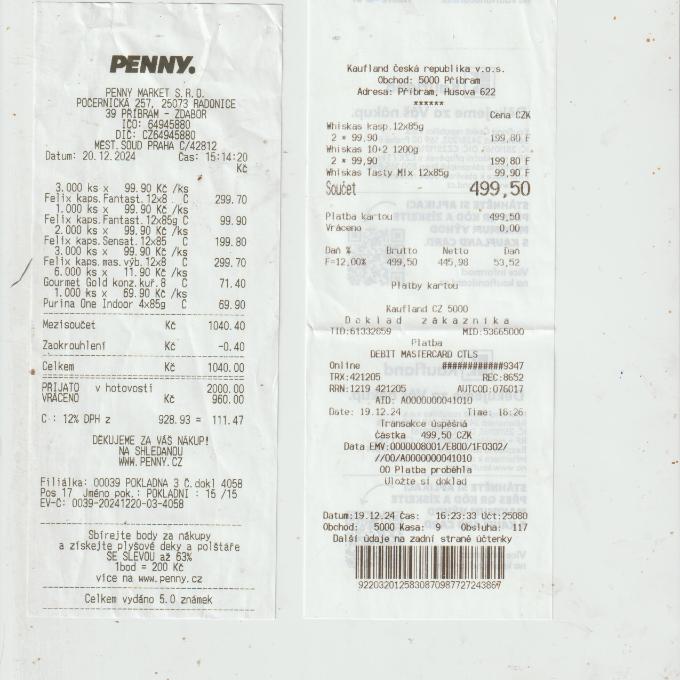 PENNY.
PENNY MARKET S.R.O.
POČERNICKÁ 257, 25073 RADONICE
39 PŘÍBRAM - ZDABOR
IČO: 64945880
DIČ: CZ64945880
MĚST.SOUD PRAHA C/42812
Datum: 20.12.2024 Čas: 15:14:20
Kč
3.000 ks x 99.90 Kč /ks
Felix kaps.Fantast.12x8 C 299.70
1.000 ks x 99.90 Kč /ks
Felix kaps.Fantast.12x85g C 99.90
2.000 ks x 99.90 Kč /ks
Felix kaps.Sensat.12x85 C 199.80
3.000 ks x 99.90 Kč /ks
Felix kaps.mas.výb.12x8 C 299.70
6.000 ks x 11.90 Kč /ks
Gourmet Gold konz.kuř.8 C 71.40
1.000 ks x 69.90 Kč /ks
Purina One Indoor 4x85g C 69.90
Mezisoučet Kč 1040.40
Zaokrouhlení Kč -0.40
Celkem Kč 1040.00
PŘIJATO v hotovosti 2000.00
VRÁCENO Kč 960.00
C : 12% DPH z 928.93 = 111.47
DĚKUJEME ZA VÁŠ NÁKUP!
NA SHLEDANOU
WWW.PENNY.CZ
Filiálka: 00039 POKLADNA 3 Č.dokl 4058
Pos 17 Jméno pok.: POKLADNI : 15 /15
EV-Č: 0039-20241220-03-4058
Sbírejte body za nákupy
a získejte plyšové deky a polštáře
SE SLEVOU až 63%
1bod = 200 Kč
více na www.penny.cz
Celkem vydáno 5.0 známek
Kaufland česká republika v.o.s.
Obchod: 5000 Příbram
Adresa: Příbram, Husova 622
******
Cena CZK
Whiskas kasp.12x85g
2 * 99,90 199,80 F
Whiskas 10+2 1200g
2 * 99,90 199,80 F
Whiskas Tasty Mix 12x85g 99,90 F
Součet 499,50
Platba kartou 499,50
Vráceno 0,00
Daň % Brutto Netto Daň
F=12,00% 499,50 445,98 53,52
Platby kartou
Kaufland CZ 5000
Doklad zákazníka
TID:61332659 MID:53665000
Platba
DEBIT MASTERCARD CTLS
Online ############9347
TRX:421205 REC:8652
RRN:1219 421205 AUTCOD:076017
AID: A0000000041010
Date: 19.12.24 Time: 16:26
Transakce úspěšná
částka 499,50 CZK
Data EMV:0000008001/E800/1F0302/
//00/A0000000041010
OO Platba proběhla
Uložte si doklad
Datum:19.12.24 čas: 16:23:33 Účt:25080
Obchod: 5000 Kasa: 9 Obsluha: 117
Další údaje na zadní straně účtenky
9220320125830870987727243867